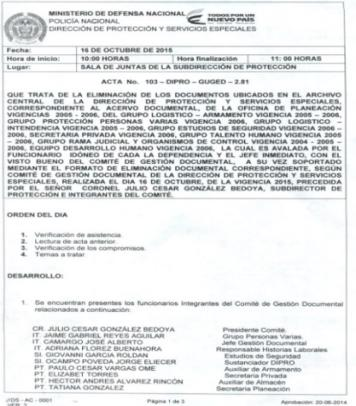 MINISTERIO DE DEFENSA NACIONAL
TODOS POR UN
NUEVO PAÍS
POLICÍA NACIONAL
DIRECCIÓN DE PROTECCIÓN Y SERVICIOS ESPECIALES
Fecha: 16 DE OCTUBRE DE 2015
Hora de inicio: 10:00 HORAS Hora finalización 11: 00 HORAS
Lugar: SALA DE JUNTAS DE LA SUBDIRECCIÓN DE PROTECCIÓN
ACTA No. 103 – DIPRO – GUGED – 2.81
QUE TRATA DE LA ELIMINACIÓN DE LOS DOCUMENTOS UBICADOS EN EL ARCHIVO
CENTRAL DE LA DIRECCIÓN DE PROTECCIÓN Y SERVICIOS ESPECIALES,
CORRESPONDIENTE AL ACERVO DOCUMENTAL, DE LA OFICINA DE PLANEACIÓN
VIGENCIAS 2005 - 2006, DEL GRUPO LOGISTICO – ARMAMENTO VIGENCIA 2005 – 2006,
GRUPO PROTECCIÓN PERSONAS VARIAS VIGENCIA 2006, GRUPO LOGISTICO –
INTENDENCIA VIGENCIA 2005 – 2006, GRUPO ESTUDIOS DE SEGURIDAD VIGENCIA 2006 –
2006, SECRETARIA PRIVADA VIGENCIA 2006, GRUPO TALENTO HUMANO VIGENCIA 2005
– 2006, GRUPO RAMA JUDICIAL Y ORGANISMOS DE CONTROL VIGENCIA 2004 - 2005 –
2006, EQUIPO DESARROLLO HUMANO VIGENCIA 2006, LA CUAL ES AVALADA POR EL
FUNCIONARIO IDÓNEO DE CADA LA DEPENDENCIA Y EL JEFE INMEDIATO, CON EL
VISTO BUENO DEL COMITÉ DE GESTIÓN DOCUMENTAL, A SU VEZ SOPORTADO
MEDIANTE EL FORMATO DE ELIMINACIÓN DOCUMENTAL CORRESPONDIENTE, SEGÚN
COMITÉ DE GESTIÓN DOCUMENTAL DE LA DIRECCIÓN DE PROTECCIÓN Y SERVICIOS
ESPECIALES, REALIZADA EL DIA 16 DE OCTUBRE, DE LA VIGENCIA 2015, PRECEDIDA
POR EL SEÑOR CORONEL JULIO CESAR GONZÁLEZ BEDOYA, SUBDIRECTOR DE
PROTECCIÓN E INTEGRANTES DEL COMITÉ.
ORDEN DEL DIA
1. Verificación de asistencia.
2. Lectura de acta anterior.
3. Verificación de los compromisos.
4. Temas a tratar
DESARROLLO:
1. Se encuentran presentes los funcionarios Integrantes del Comité de Gestión Documental
relacionados a continuación:
CR. JULIO CESAR GONZÁLEZ BEDOYA Presidente Comité.
IT. JAIME GABRIEL REYES AGUILAR Grupo Personas Varias.
IT CAMARGO JOSÉ ALBERTO Jefe Gestión Documental
IT. ADRIANA FLOREZ BUENAHORA Responsable Historias Laborales
SI. GIOVANNI GARCIA ROLDAN Estudios de Seguridad
SI. OCAMPO POVEDA JORGE ELIECER Sustanciador DIPRO
PT. PAULO CESAR VARGAS OME Auxiliar de Armamento
PT. ELIZABET TORRES Secretaria Privada
PT. HECTOR ANDRES ALVAREZ RINCÓN Auxiliar de Almacén
PT. TATIANA GONZALEZ Secretaria Planeación
1DS - AC - 0001 Página 1 de 3 Aprobación: 20-06-2014